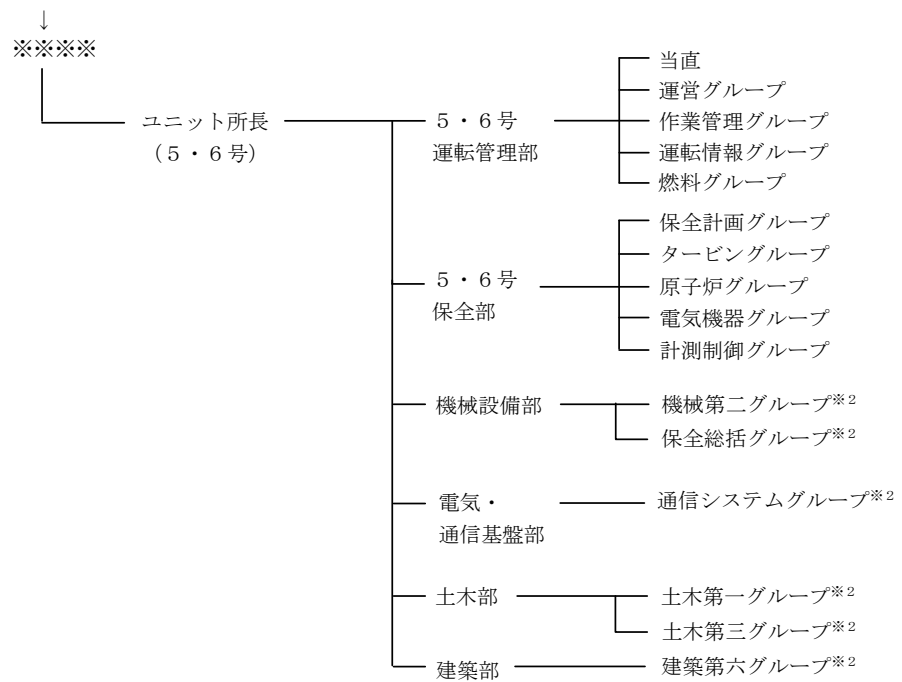 ↓
※※※※
ユニット所長
(５・６号)
５・６号
運転管理部
当直
運営グループ
作業管理グループ
運転情報グループ
燃料グループ
５・６号
保全部
保全計画グループ
タービングループ
原子炉グループ
電気機器グループ
計測制御グループ
機械設備部
機械第二グループ※２
保全総括グループ※２
電気・
通信基盤部
通信システムグループ※２
土木部
土木第一グループ※２
土木第三グループ※２
建築部
建築第六グループ※２